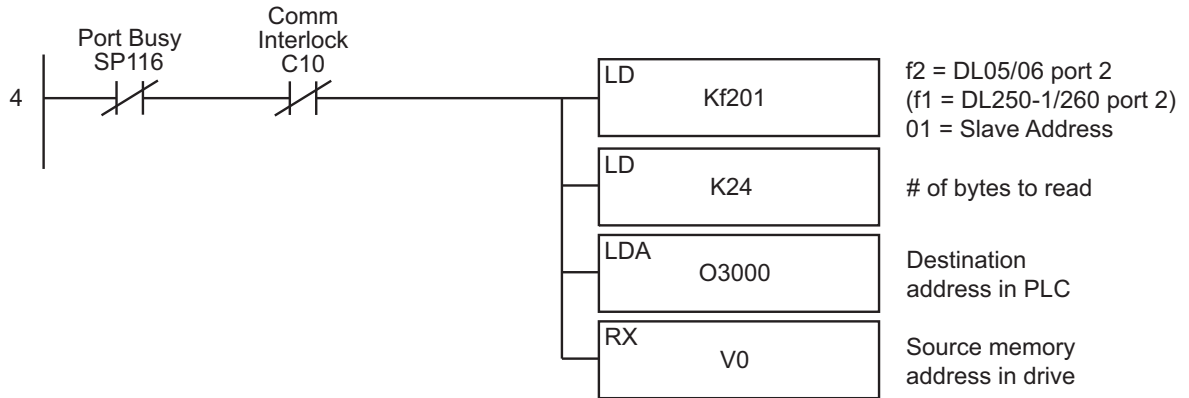 Port Busy
SP116
Comm
Interlock
C10
4
LD
Kf201
f2 = DL05/06 port 2
(f1 = DL250-1/260 port 2)
01 = Slave Address
LD
K24
# of bytes to read
LDA
O3000
Destination
address in PLC
RX
V0
Source memory
address in drive